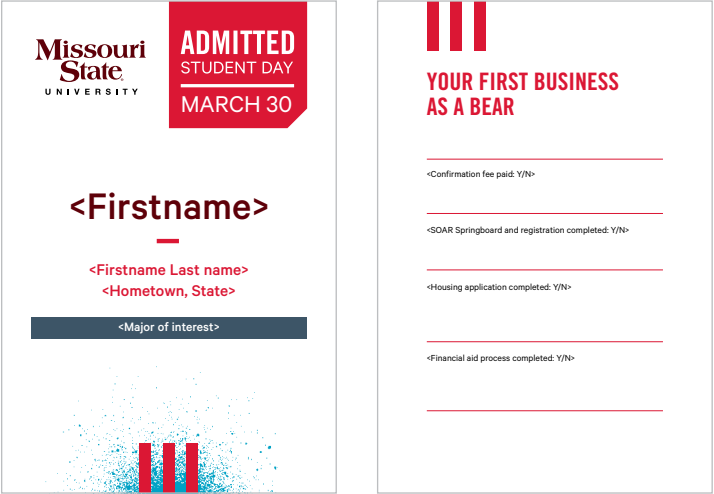 Missouri
State
UNIVERSITY
ADMITTED
STUDENT DAY
MARCH 30
<Firstname>
<Firstname Last name>
<Hometown, State>
<Major of interest>
YOUR FIRST BUSINESS
AS A BEAR
<Confirmation fee paid: Y/N>
<SOAR Springboard and registration completed: Y/N>
<Housing application completed: Y/N>
<Financial aid process completed: Y/N>